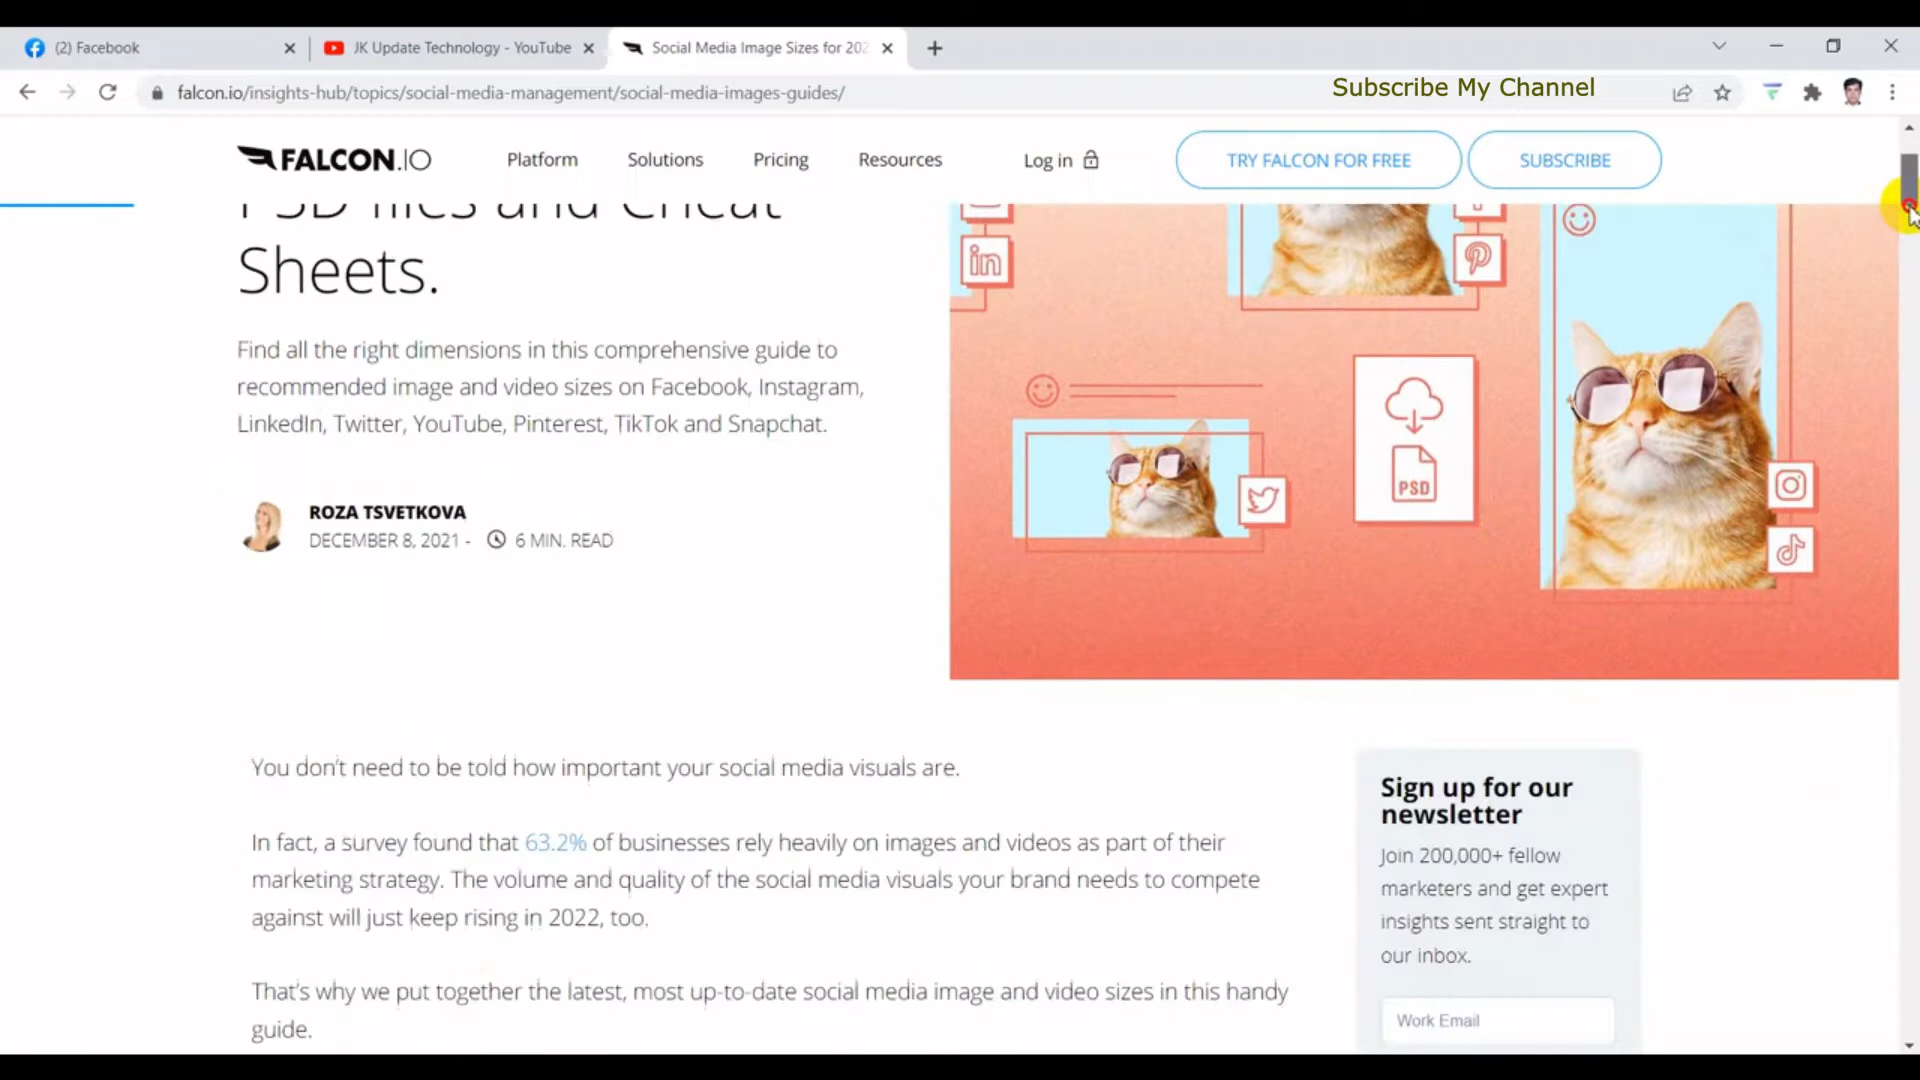 (2) Facebook
JK Update Technology - YouTube
Social Media Image Sizes for 202
falcon.io/insights-hub/topics/social-media-management/social-media-images-guides/
Subscribe My Channel
FALCON.IO
Platform
Solutions
Pricing
Resources
Log in
TRY FALCON FOR FREE
SUBSCRIBE
PSD files and Cheat
Sheets.
Find all the right dimensions in this comprehensive guide to
recommended image and video sizes on Facebook, Instagram,
LinkedIn, Twitter, YouTube, Pinterest, TikTok and Snapchat.
ROZA TSVETKOVA
DECEMBER 8, 2021 -
6 MIN. READ
in
PSD
You don't need to be told how important your social media visuals are.
In fact, a survey found that 63.2% of businesses rely heavily on images and videos as part of their
marketing strategy. The volume and quality of the social media visuals your brand needs to compete
against will just keep rising in 2022, too.
That's why we put together the latest, most up-to-date social media image and video sizes in this handy
guide.
Sign up for our
newsletter
Join 200,000+ fellow
marketers and get expert
insights sent straight to
our inbox.
Work Email